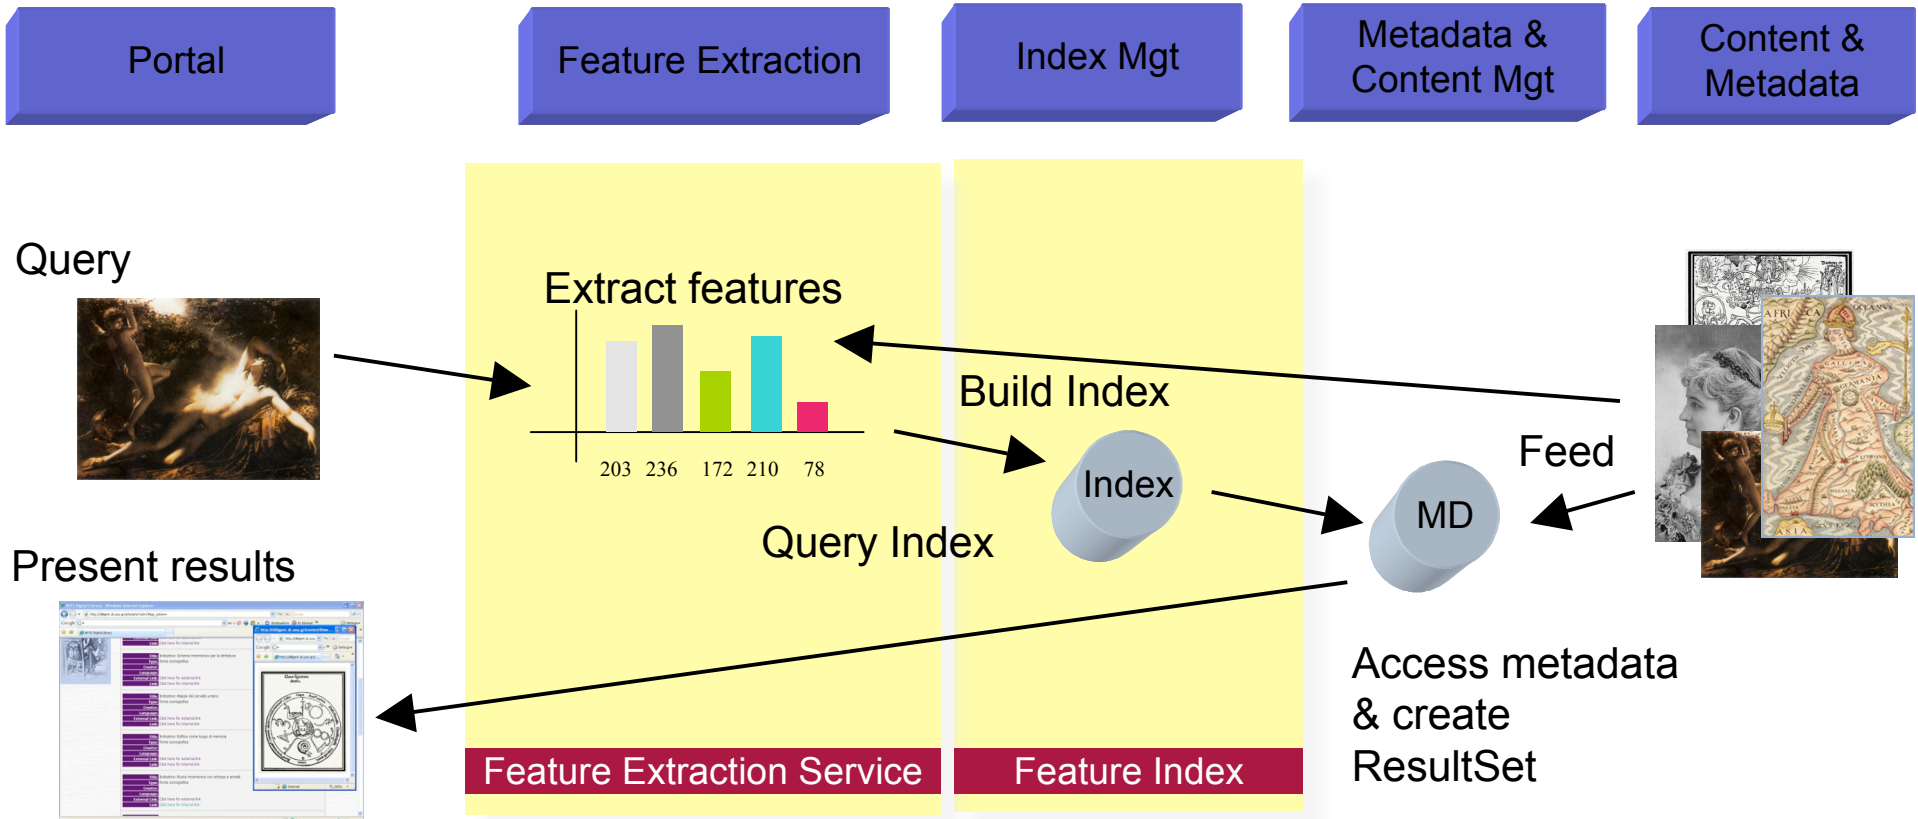 Portal
Feature Extraction
Index Mgt
Metadata &
Content Mgt
Content &
Metadata
Query
Extract features
203 236 172 210 78
Build Index
Index
Query Index
MD
Feed
AFRICA
Present results
Access metadata
& create
ResultSet
Feature Extraction Service
Feature Index